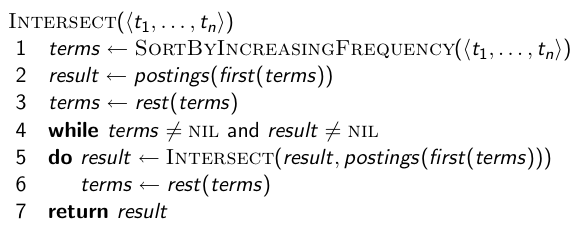 INTERSECT(⟨t₁, . . . , tₙ⟩)
1 terms ← SORTBYINCREASINGFREQUENCY(⟨t₁, . . . , tₙ⟩)
2 result ← postings(first(terms))
3 terms ← rest(terms)
4 while terms ≠ NIL and result ≠ NIL
5 do result ← INTERSECT(result, postings(first(terms)))
6 terms ← rest(terms)
7 return result